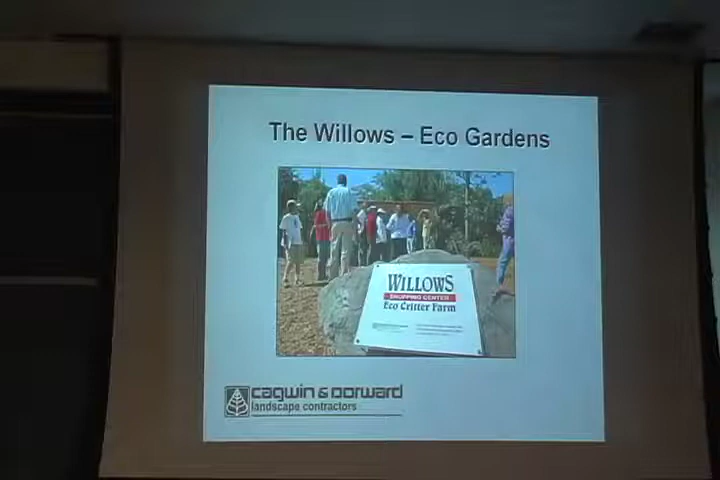 The Willows – Eco Gardens
WILLOWS
SHOPPING CENTER
Eco Critter Farm
cagwin & dorward
landscape contractors